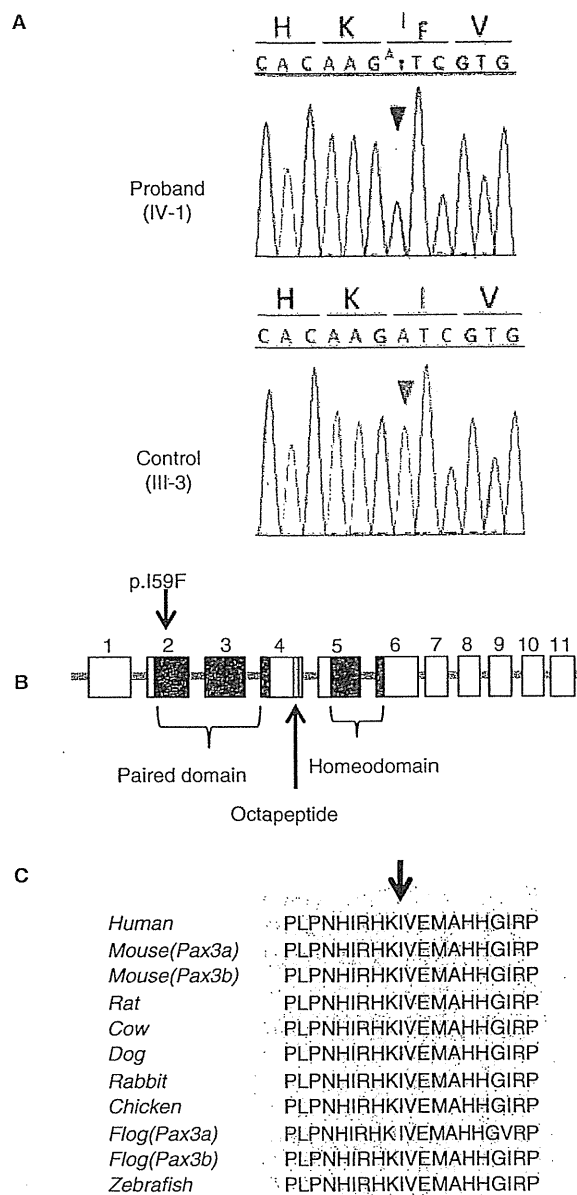 A
H K I F V
C A C A A G A T T C G T G
Proband
(IV-1)
H K I V
C A C A A G A T C G T G
Control
(III-3)
p.I59F
B
1 2 3 4 5 6 7 8 9 10 11
Paired domain
Homeodomain
Octapeptide
C
Human PLPNHIRHKIVEMAHHGIRP
Mouse(Pax3a) PLPNHIRHKIVEMAHHGIRP
Mouse(Pax3b) PLPNHIRHKIVEMAHHGIRP
Rat PLPNHIRHKIVEMAHHGIRP
Cow PLPNHIRHKIVEMAHHGIRP
Dog PLPNHIRHKIVEMAHHGIRP
Rabbit PLPNHIRHKIVEMAHHGIRP
Chicken PLPNHIRHKIVEMAHHGIRP
Flog(Pax3a) PLPNHIRHKIVEMAHHGVRP
Flog(Pax3b) PLPNHIRHKIVEMAHHGIRP
Zebrafish PLPNHIRHKIVEMAHHGIRP